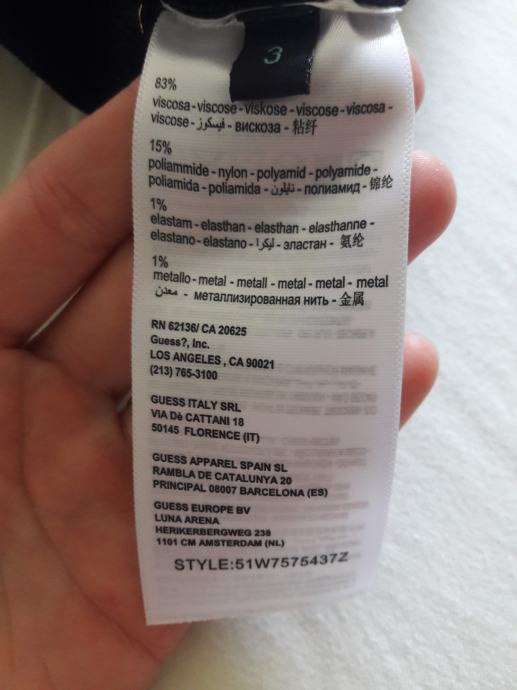 3
83%
viscosa - viscose - viskose - viscose - viscosa -
viscose - فيسكوز - вискоза - 粘纤
15%
poliammide - nylon - polyamid - polyamide -
poliamida - poliamida - نايلون - полиамид - 锦纶
1%
elastam - elasthan - elasthan - elasthanne -
elastano - elastano - ليكرا - эластан - 氨纶
1%
metallo - metal - metall - metal - metal - metal
معدن - металлизированная нить - 金属
RN 62136/ CA 20625
Guess?, Inc.
LOS ANGELES , CA 90021
(213) 765-3100
GUESS ITALY SRL
VIA Dè CATTANI 18
50145 FLORENCE (IT)
GUESS APPAREL SPAIN SL
RAMBLA DE CATALUNYA 20
PRINCIPAL 08007 BARCELONA (ES)
GUESS EUROPE BV
LUNA ARENA
HERIKERBERGWEG 238
1101 CM AMSTERDAM (NL)
STYLE:51W7575437Z